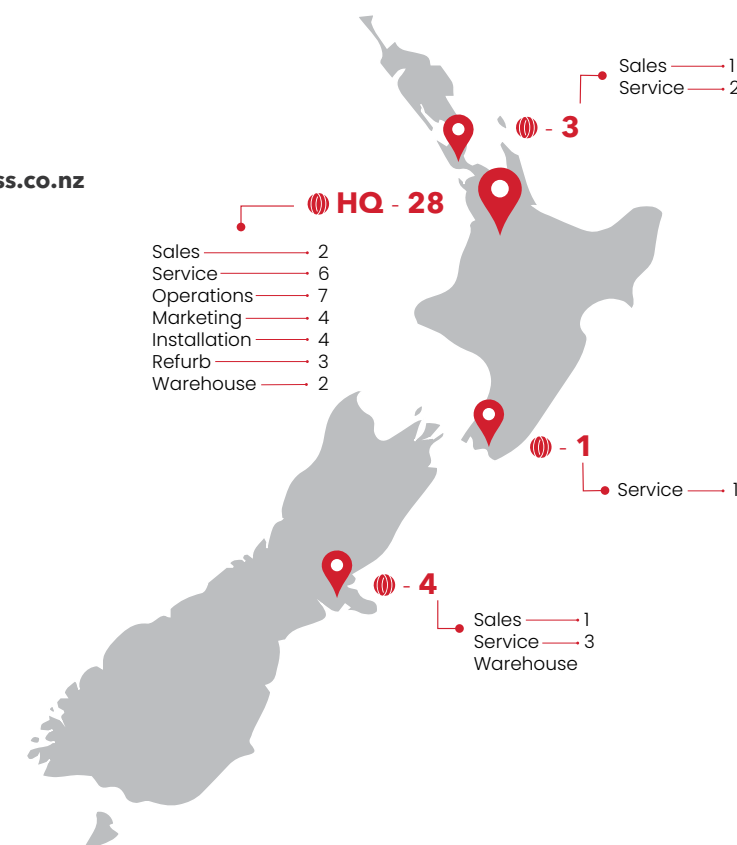 Sales 1
Service 2
- 3
ss.co.nz
HQ - 28
Sales 2
Service 6
Operations 7
Marketing 4
Installation 4
Refurb 3
Warehouse 2
- 1
Service 1
- 4
Sales 1
Service 3
Warehouse